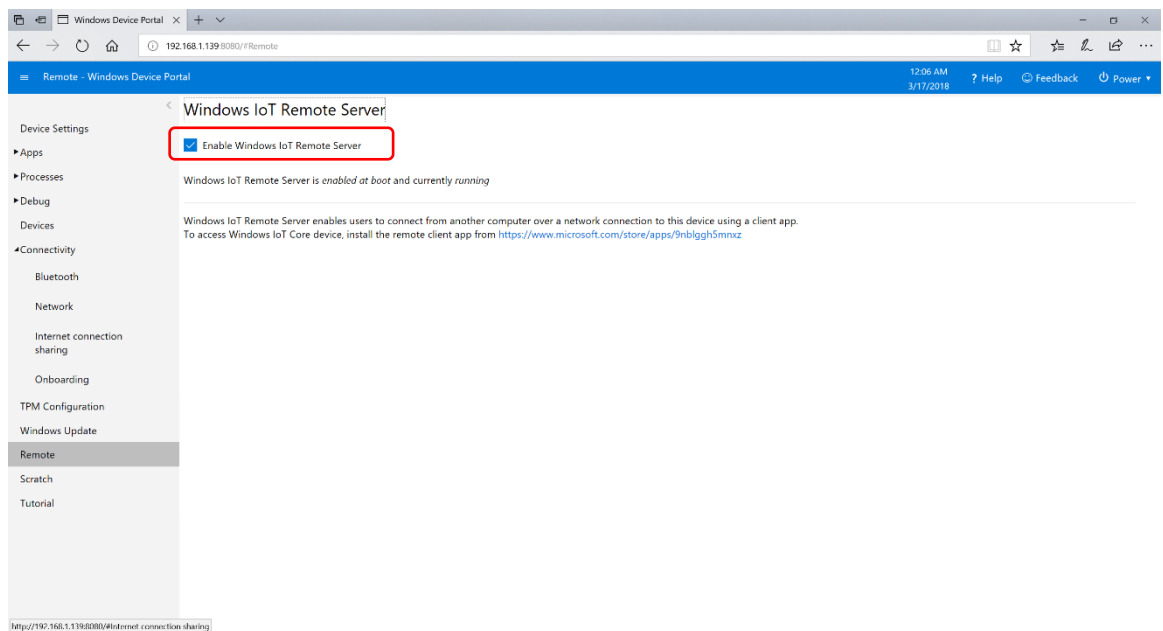 Windows Device Portal
192.168.1.139:8080/#Remote
Remote - Windows Device Portal
12:06 AM
3/17/2018
? Help
Feedback
Power
Windows IoT Remote Server
Enable Windows IoT Remote Server
Windows IoT Remote Server is enabled at boot and currently running
Windows IoT Remote Server enables users to connect from another computer over a network connection to this device using a client app.
To access Windows IoT Core device, install the remote client app from https://www.microsoft.com/store/apps/9nblggh5mnxz
Device Settings
Apps
Processes
Debug
Devices
Connectivity
Bluetooth
Network
Internet connection
sharing
Onboarding
TPM Configuration
Windows Update
Remote
Scratch
Tutorial
http://192.168.1.139:8080/#Internet connection sharing